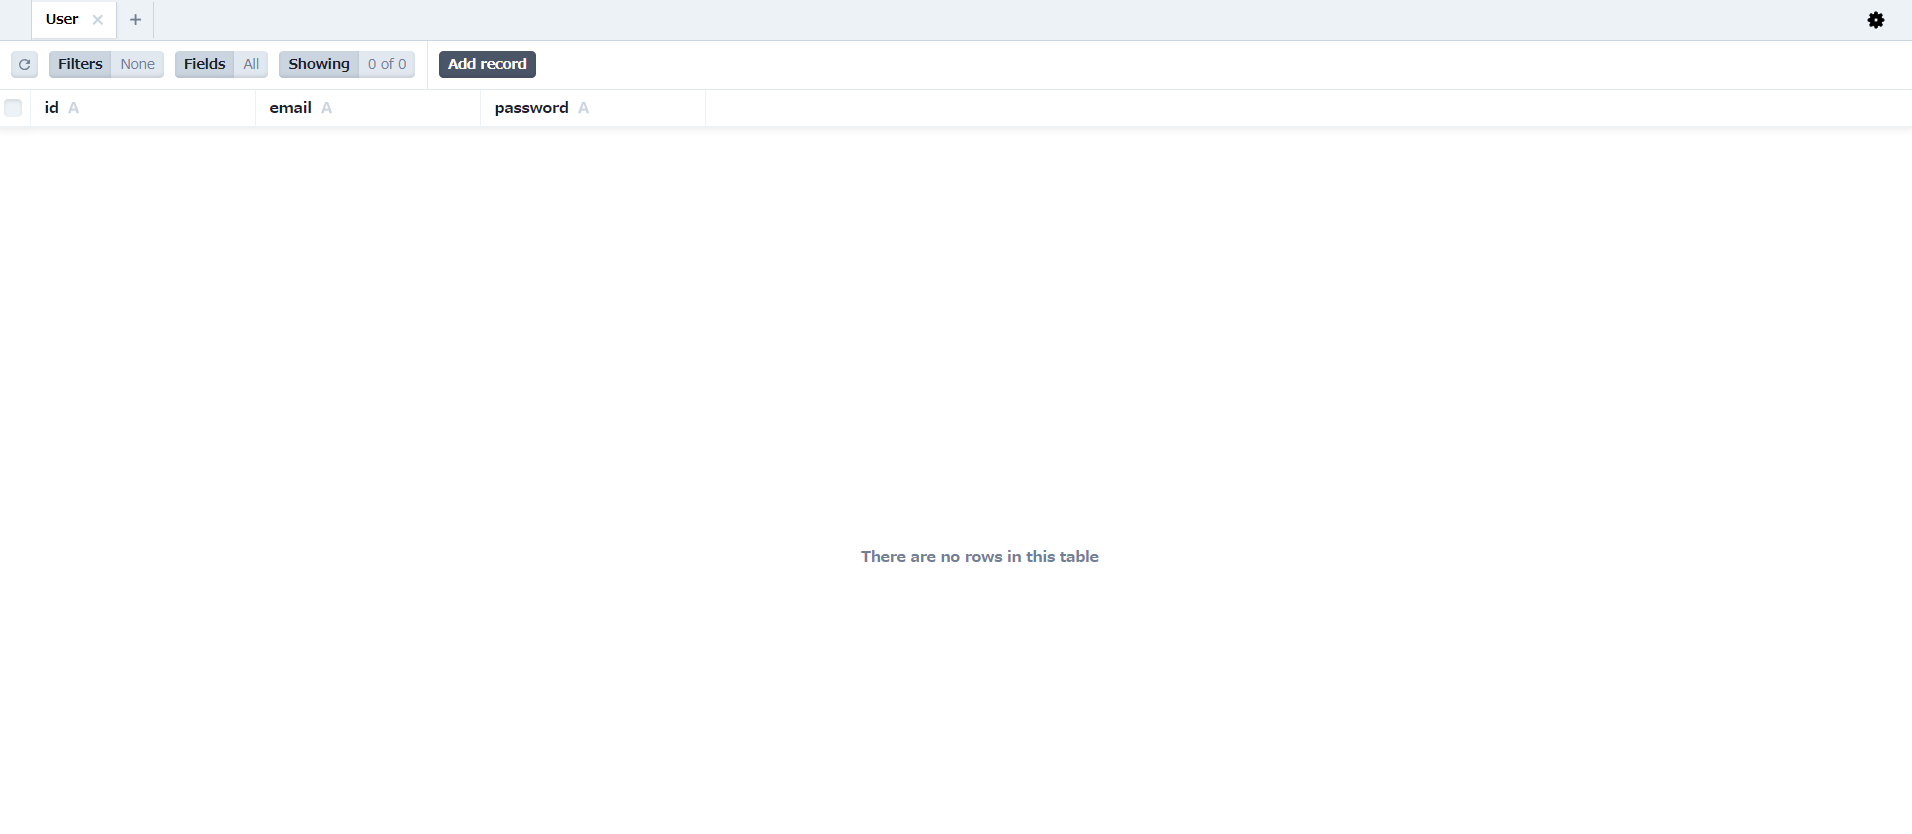 User
Filters None Fields All Showing 0 of 0 Add record
id A email A password A
There are no rows in this table